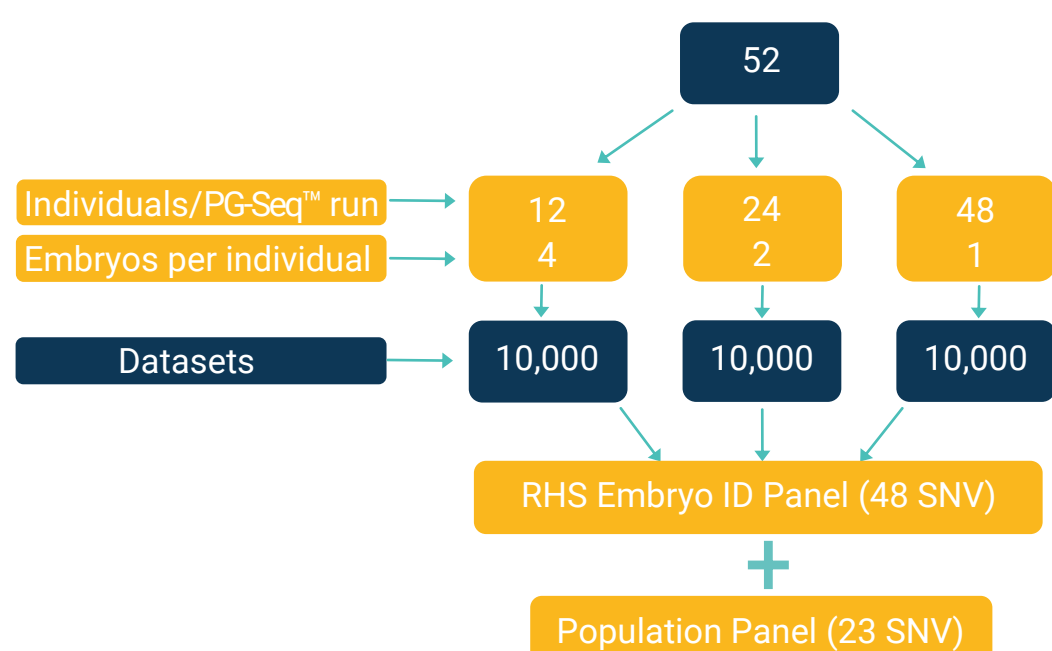 52
Individuals/PG-Seq™ run
12
24
48
Embryos per individual
4
2
1
Datasets
10,000
10,000
10,000
RHS Embryo ID Panel (48 SNV)
+
Population Panel (23 SNV)